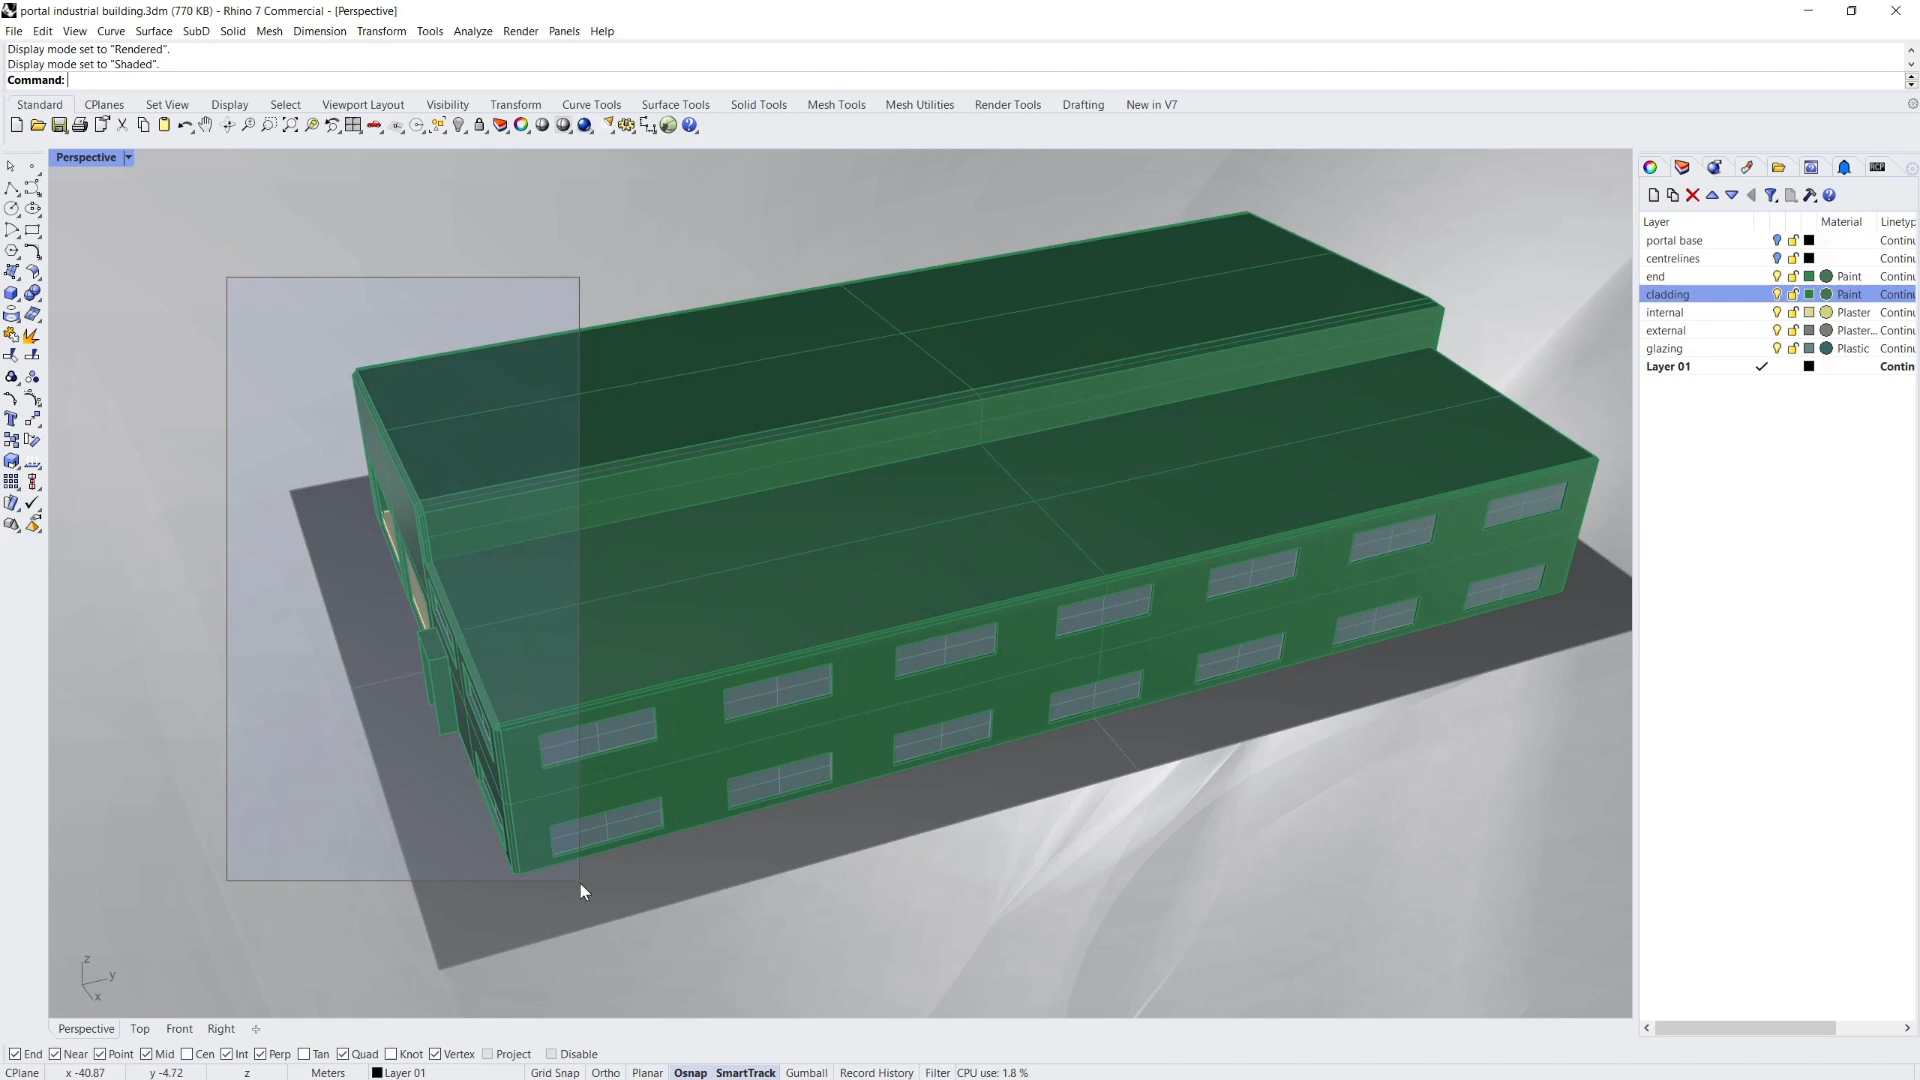 portal industrial building.3dm (770 KB) - Rhino 7 Commercial - [Perspective]
File Edit View Curve Surface SubD Solid Mesh Dimension Transform Tools Analyze Render Panels Help
Display mode set to "Rendered".
Display mode set to "Shaded".
Command:
Standard CPlanes Set View Display Select Viewport Layout Visibility Transform Curve Tools Surface Tools Solid Tools Mesh Tools Mesh Utilities Render Tools Drafting New in V7
Perspective
Layer Material Linetyp
portal base Contin
centrelines Contin
end Paint Contin
cladding Paint Contin
internal Plaster Contin
external Plaster... Contin
glazing Plastic Contin
Layer 01 Contin
z
y
x
Perspective Top Front Right
End Near Point Mid Cen Int Perp Tan Quad Knot Vertex Project Disable
CPlane x -40.87 y -4.72 z Meters Layer 01 Grid Snap Ortho Planar Osnap SmartTrack Gumball Record History Filter CPU use: 1.8 %